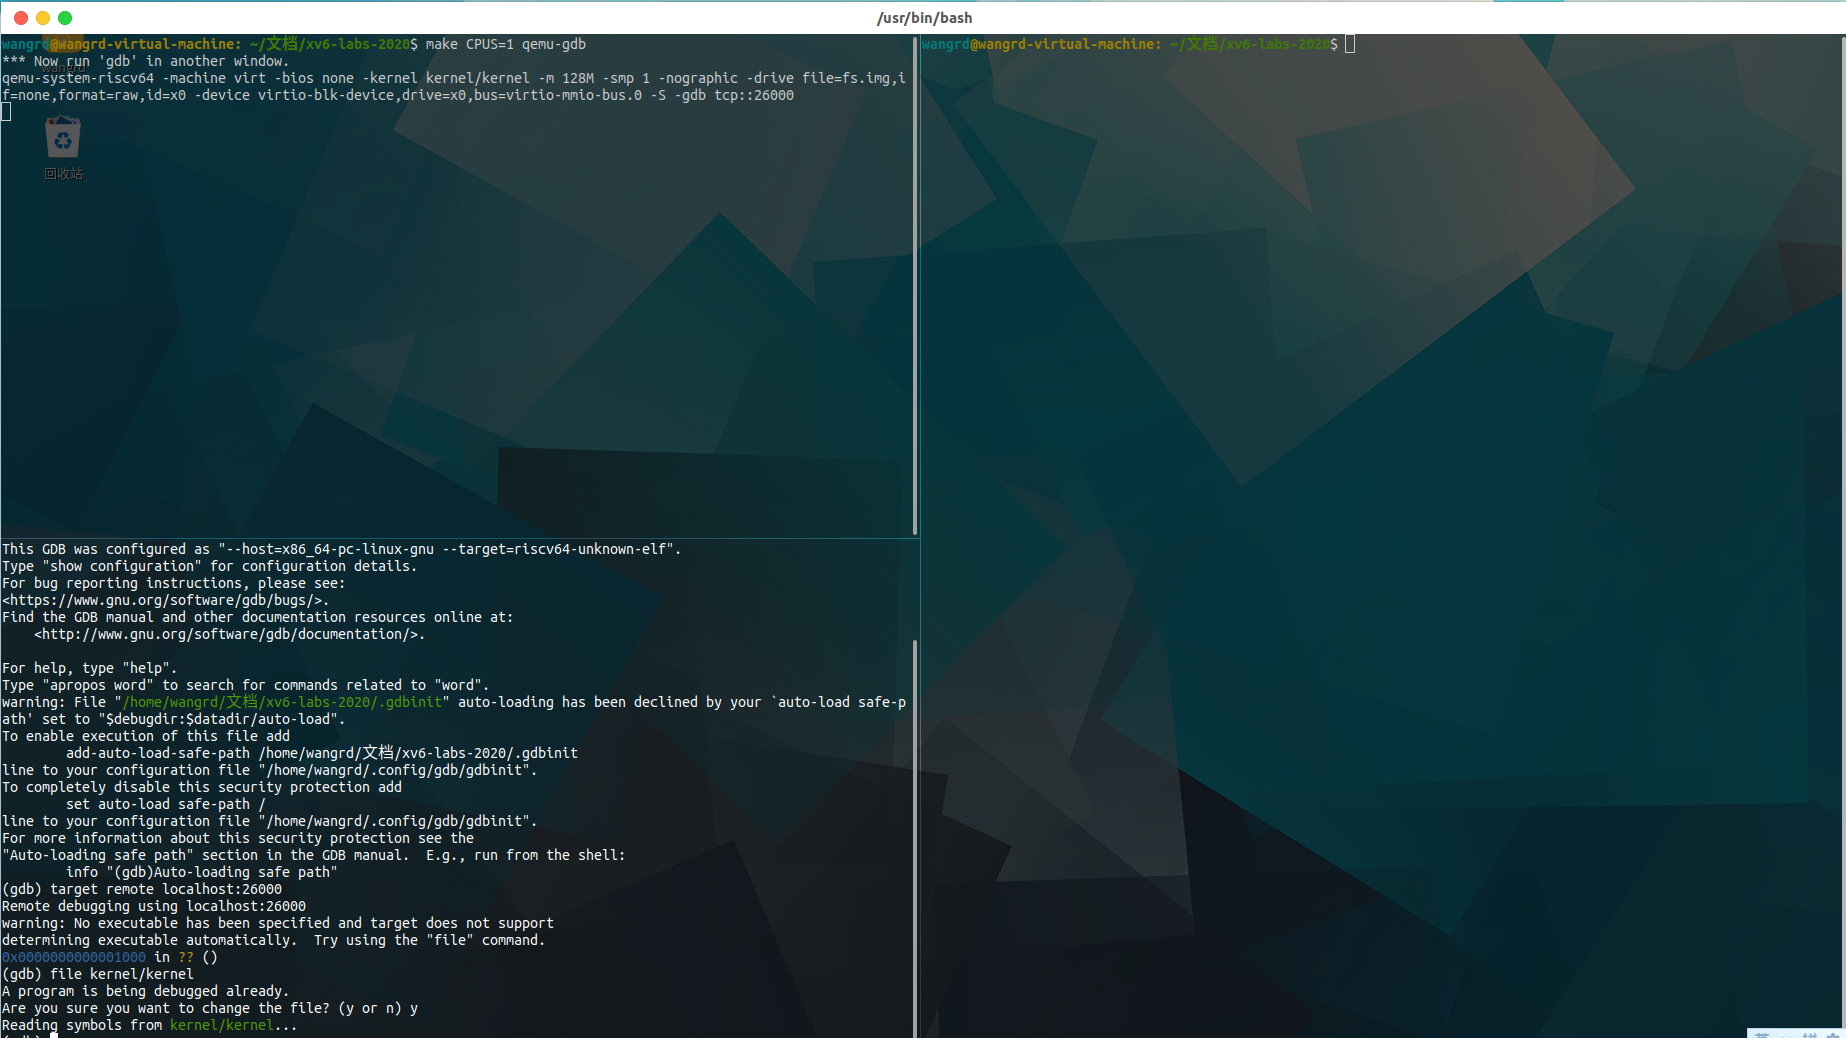 /usr/bin/bash
wangrd@wangrd-virtual-machine: ~/文档/xv6-labs-2020$ make CPUS=1 qemu-gdb
*** Now run 'gdb' in another window.
qemu-system-riscv64 -machine virt -bios none -kernel kernel/kernel -m 128M -smp 1 -nographic -drive file=fs.img,i
f=none,format=raw,id=x0 -device virtio-blk-device,drive=x0,bus=virtio-mmio-bus.0 -S -gdb tcp::26000
回收站
This GDB was configured as "--host=x86_64-pc-linux-gnu --target=riscv64-unknown-elf".
Type "show configuration" for configuration details.
For bug reporting instructions, please see:
<https://www.gnu.org/software/gdb/bugs/>.
Find the GDB manual and other documentation resources online at:
    <http://www.gnu.org/software/gdb/documentation/>.
For help, type "help".
Type "apropos word" to search for commands related to "word".
warning: File "/home/wangrd/文档/xv6-labs-2020/.gdbinit" auto-loading has been declined by your `auto-load safe-p
ath' set to "$debugdir:$datadir/auto-load".
To enable execution of this file add
        add-auto-load-safe-path /home/wangrd/文档/xv6-labs-2020/.gdbinit
line to your configuration file "/home/wangrd/.config/gdb/gdbinit".
To completely disable this security protection add
        set auto-load safe-path /
line to your configuration file "/home/wangrd/.config/gdb/gdbinit".
For more information about this security protection see the
"Auto-loading safe path" section in the GDB manual.  E.g., run from the shell:
        info "(gdb)Auto-loading safe path"
(gdb) target remote localhost:26000
Remote debugging using localhost:26000
warning: No executable has been specified and target does not support
determining executable automatically.  Try using the "file" command.
0x0000000000001000 in ?? ()
(gdb) file kernel/kernel
A program is being debugged already.
Are you sure you want to change the file? (y or n) y
Reading symbols from kernel/kernel...
wangrd@wangrd-virtual-machine: ~/文档/xv6-labs-2020$